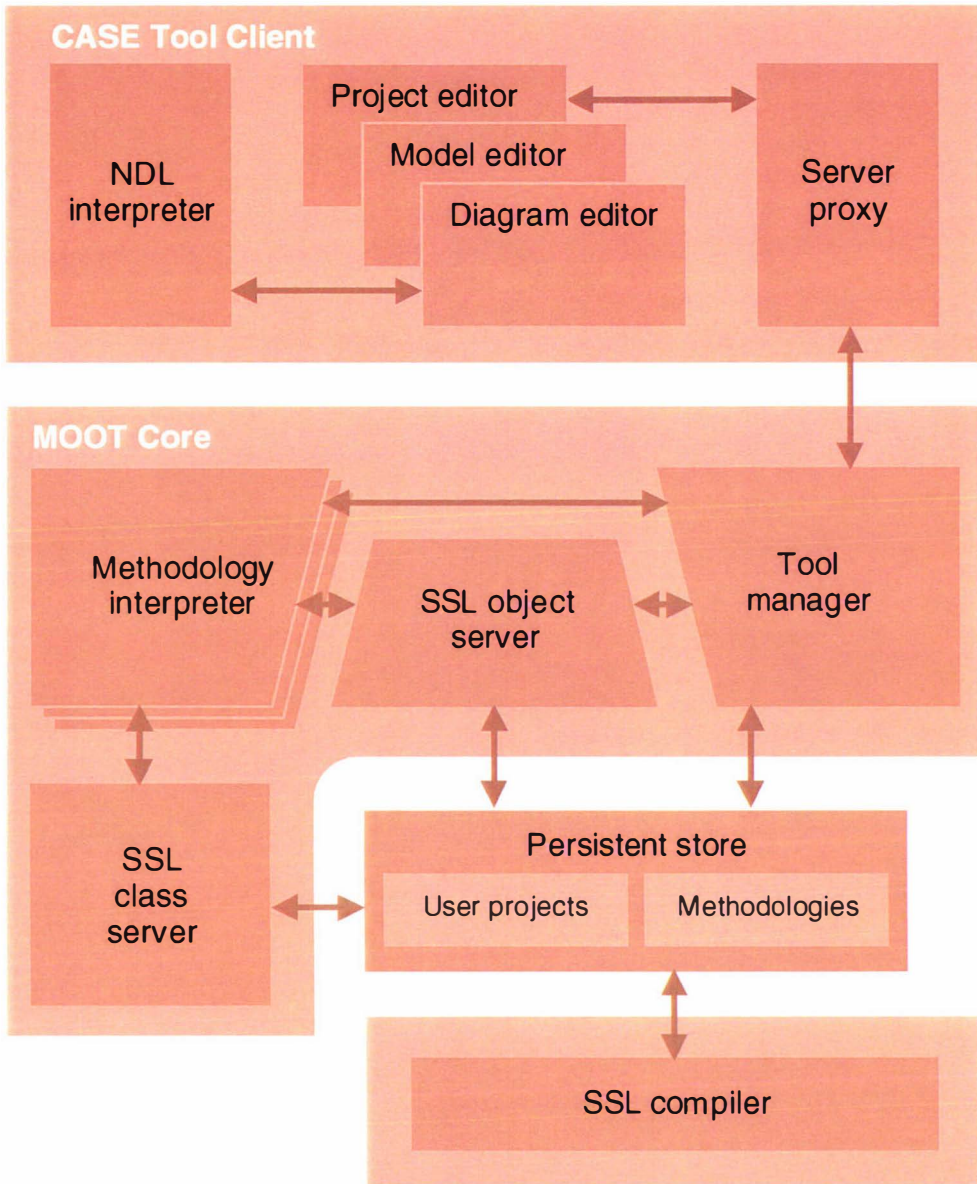 CASE Tool Client
Project editor
Model editor
Diagram editor
NDL
interpreter
Server
proxy
MOOT Core
Methodology
interpreter
SSL object
server
Tool
manager
SSL
class
server
Persistent store
User projects
Methodologies
SSL compiler